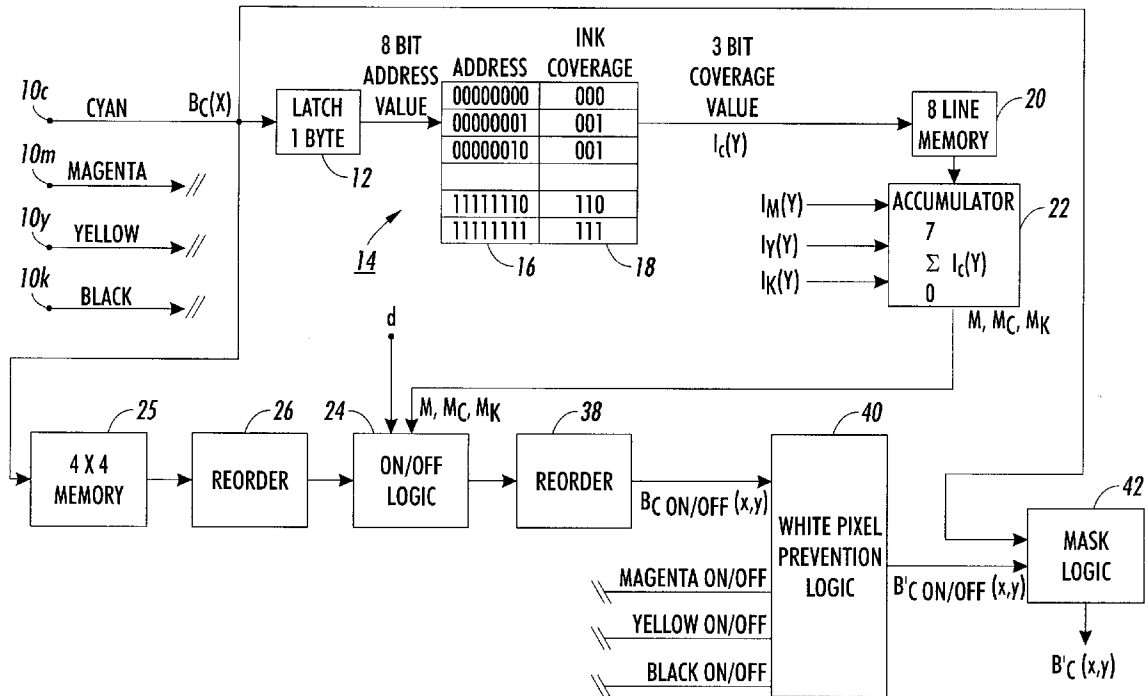 10c
CYAN
BC(X)
LATCH
1 BYTE
12
8 BIT
ADDRESS
VALUE
ADDRESS
INK
COVERAGE
00000000 000
00000001 001
00000010 001
11111110 110
11111111 111
14
16
18
3 BIT
COVERAGE
VALUE
IC(Y)
8 LINE
MEMORY
20
10m
MAGENTA
10y
YELLOW
10k
BLACK
IM(Y)
IY(Y)
IK(Y)
ACCUMULATOR
7
Σ IC(Y)
0
22
M, MC, MK
d
M, MC, MK
25
4 X 4
MEMORY
26
REORDER
24
ON/OFF
LOGIC
38
REORDER
BC ON/OFF (x,y)
40
WHITE PIXEL
PREVENTION
LOGIC
MAGENTA ON/OFF
YELLOW ON/OFF
BLACK ON/OFF
B'C ON/OFF (x,y)
42
MASK
LOGIC
B'C (x,y)